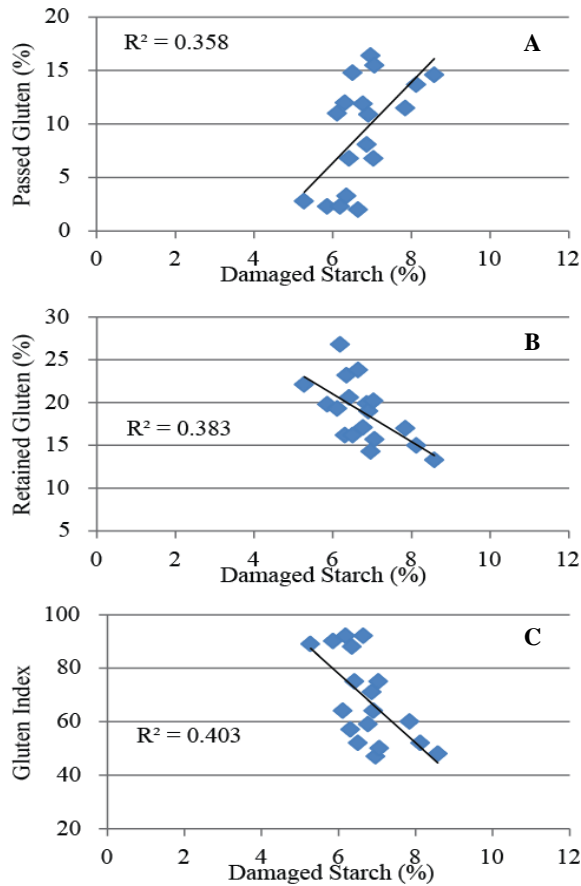 20
15
10
5
0
Passed Gluten (%)
R² = 0.358
A
0 2 4 6 8 10 12
Damaged Starch (%)
30
25
20
15
10
5
Retained Gluten (%)
R² = 0.383
B
0 2 4 6 8 10 12
Damaged Starch (%)
100
80
60
40
20
Gluten Index
R² = 0.403
C
0 2 4 6 8 10 12
Damaged Starch (%)